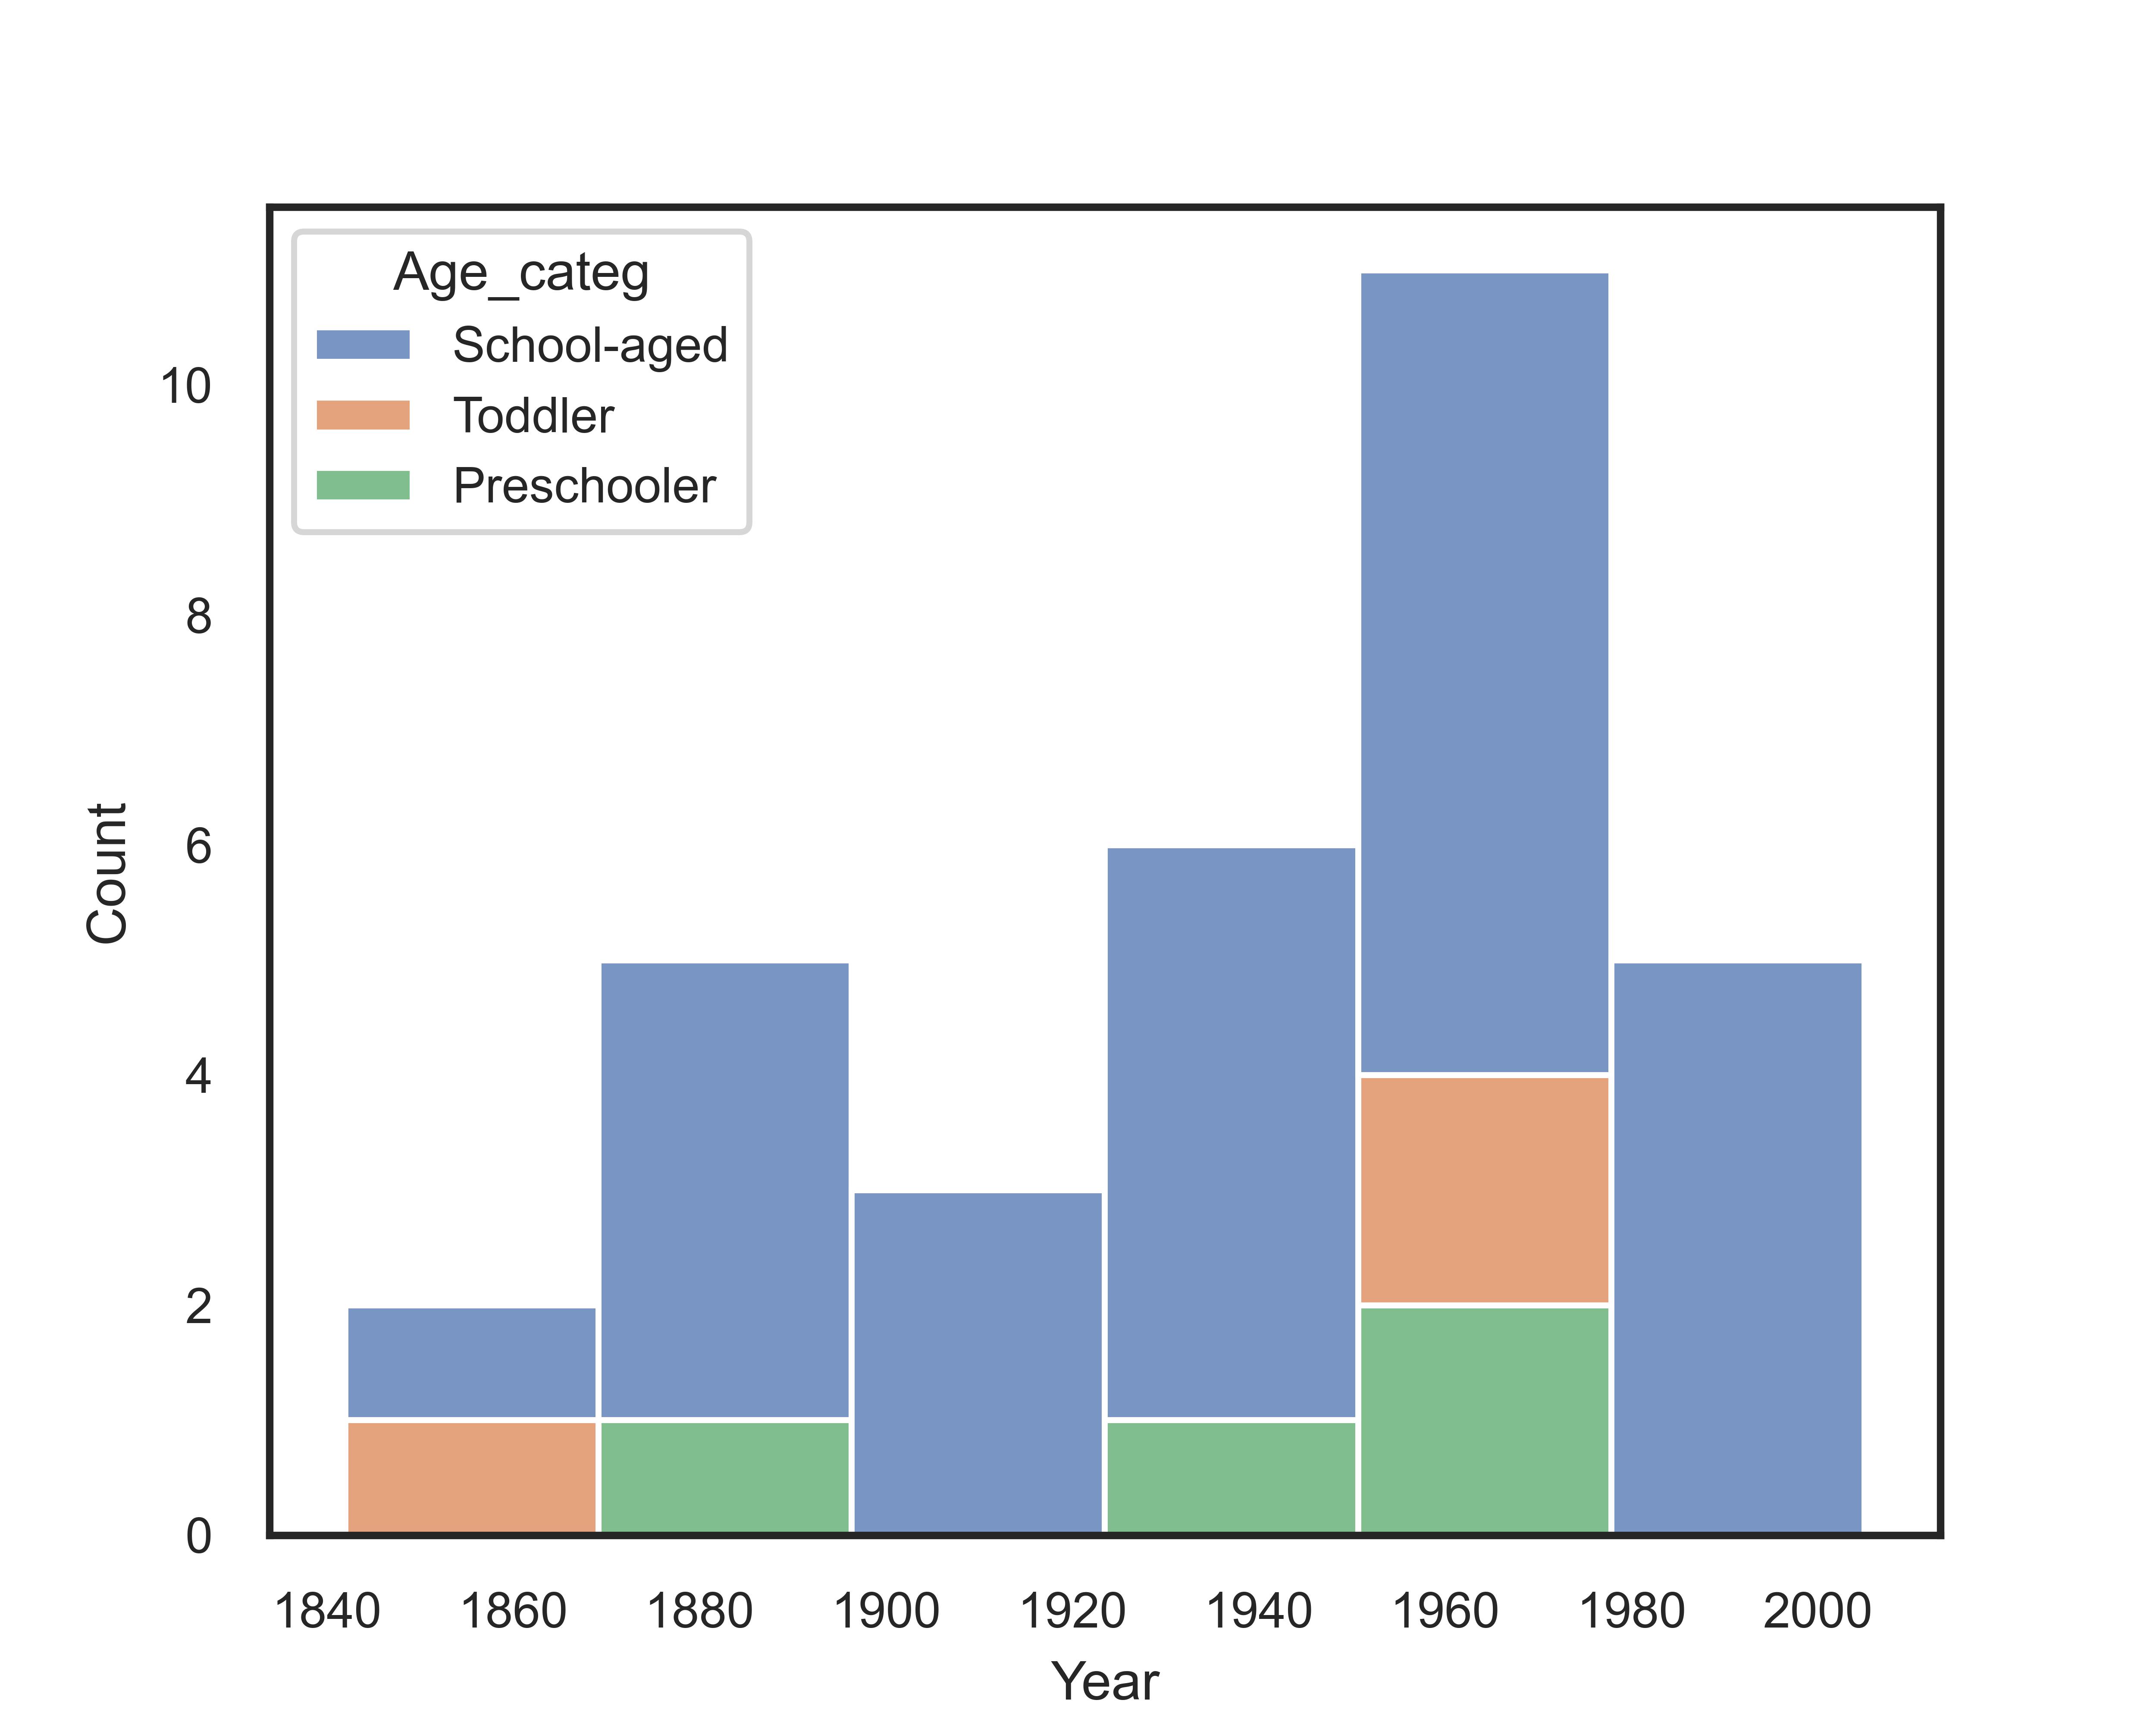 Age_categ
School-aged
Toddler
Preschooler
10
8
6
4
2
0
Count
1840 1860 1880 1900 1920 1940 1960 1980 2000
Year